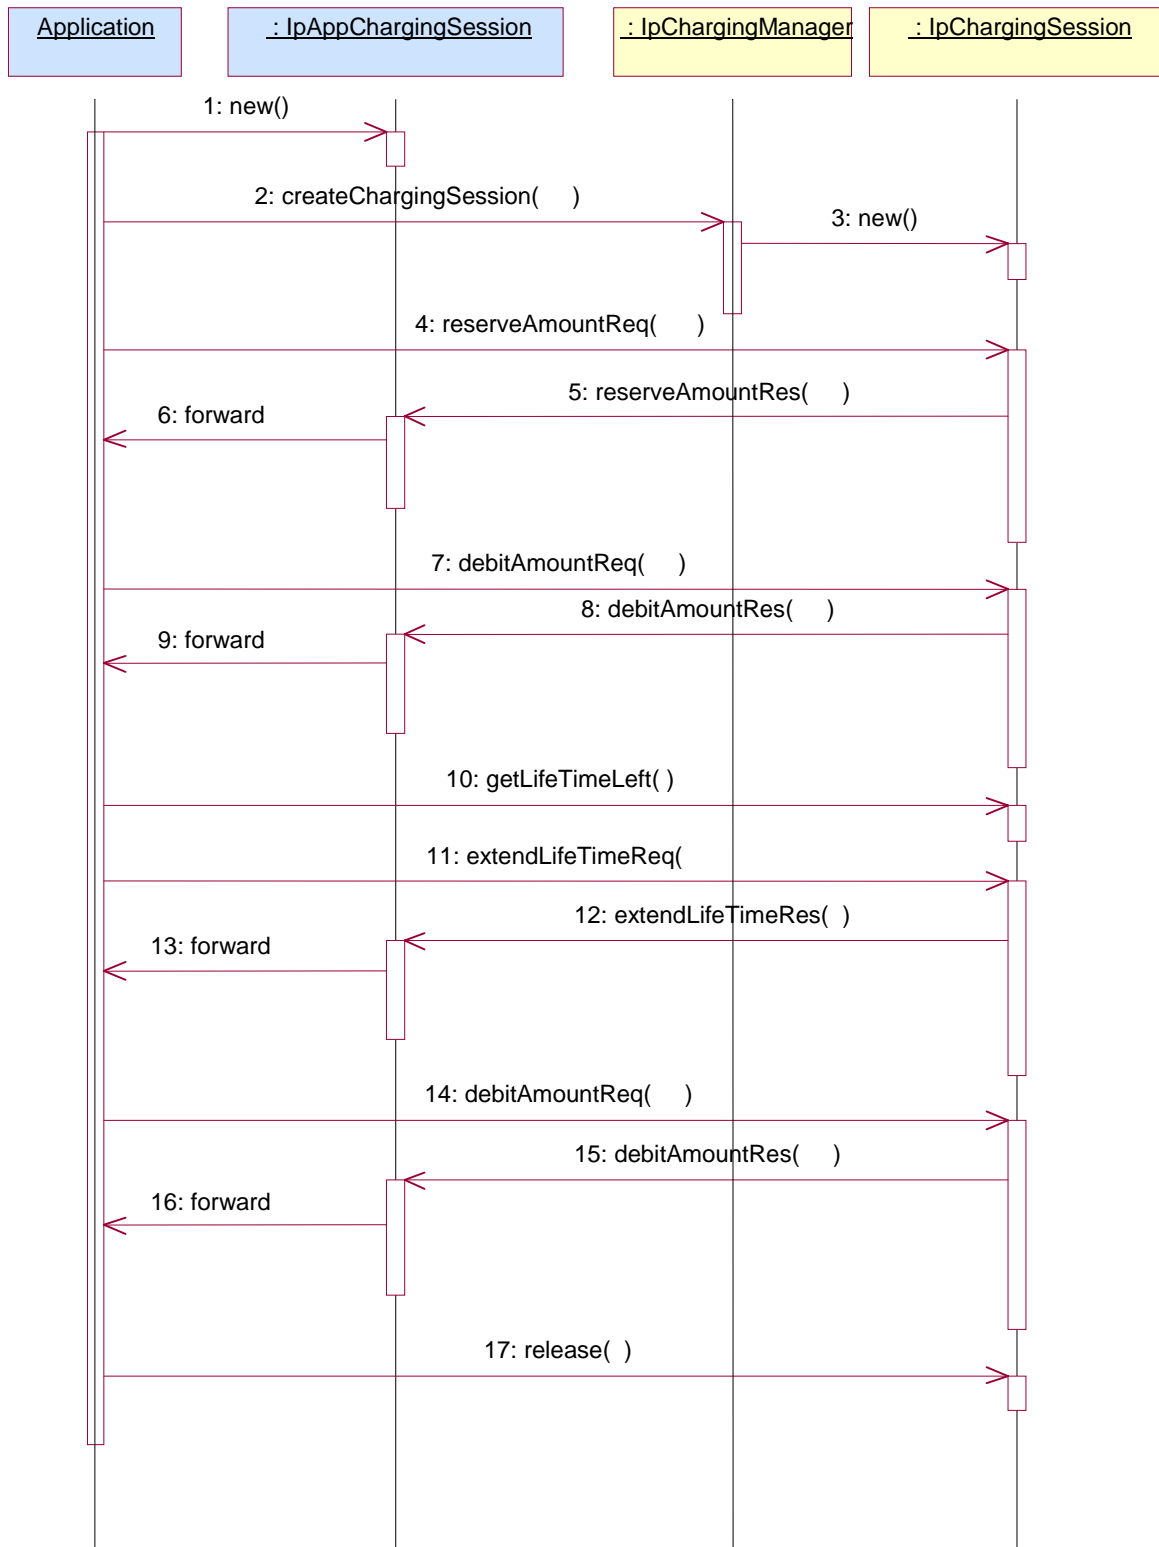 Application
: IpAppChargingSession
: IpChargingManager
: IpChargingSession
1: new()
2: createChargingSession( )
3: new()
4: reserveAmountReq( )
5: reserveAmountRes( )
6: forward
7: debitAmountReq( )
8: debitAmountRes( )
9: forward
10: getLifeTimeLeft( )
11: extendLifeTimeReq(
12: extendLifeTimeRes( )
13: forward
14: debitAmountReq( )
15: debitAmountRes( )
16: forward
17: release( )